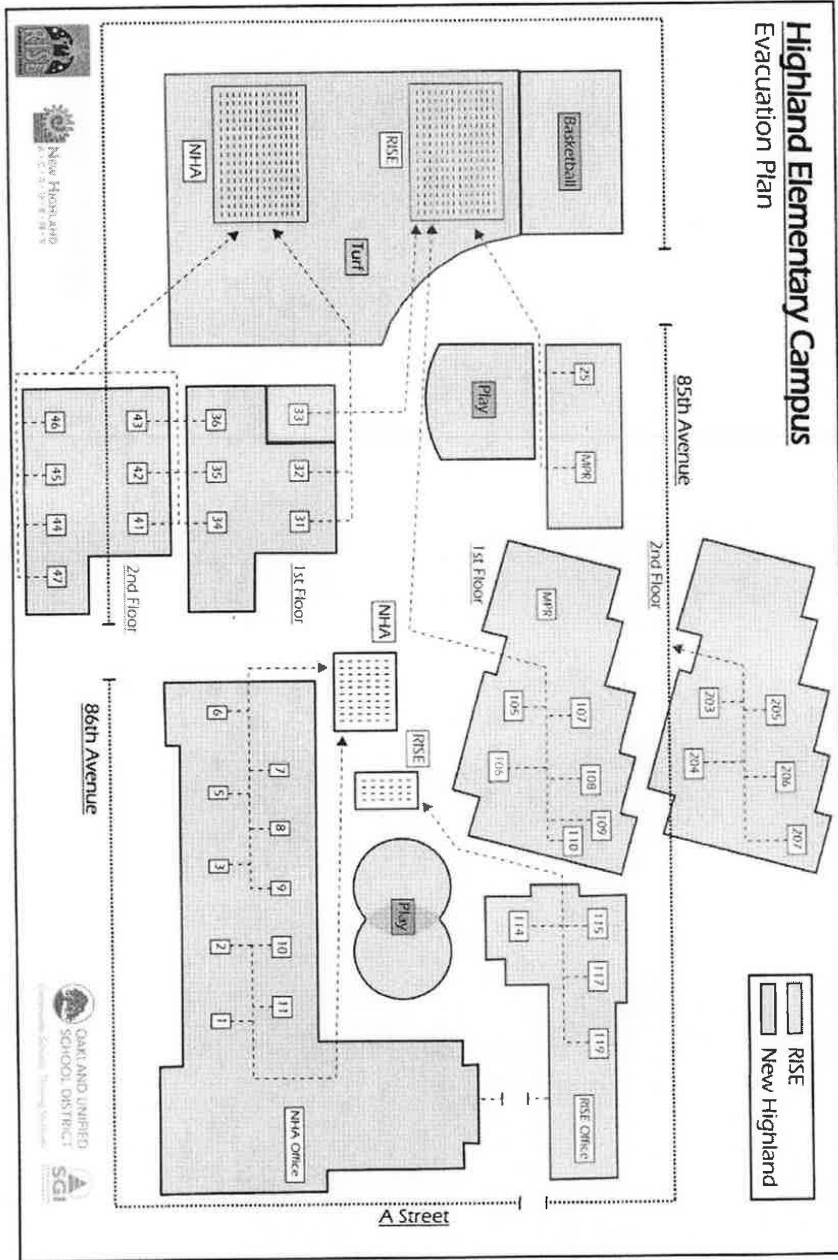 Highland Elementary Campus
Evacuation Plan
85th Avenue
RISE
New Highland
2nd Floor
205
206
207
203
204
Basketball
25
MPR
Play
1st Floor
MPR
107
108
109
110
105
106
115
117
119
114
RISE Office
RISE
NHA
Turf
RISE
NHA
Play
A Street
33
32
31
1st Floor
36
35
34
43
42
41
2nd Floor
46
45
44
47
7
8
9
10
11
6
5
3
2
1
NHA Office
86th Avenue
RISE
NEW HIGHLAND
OAKLAND UNIFIED
SCHOOL DISTRICT
SGI